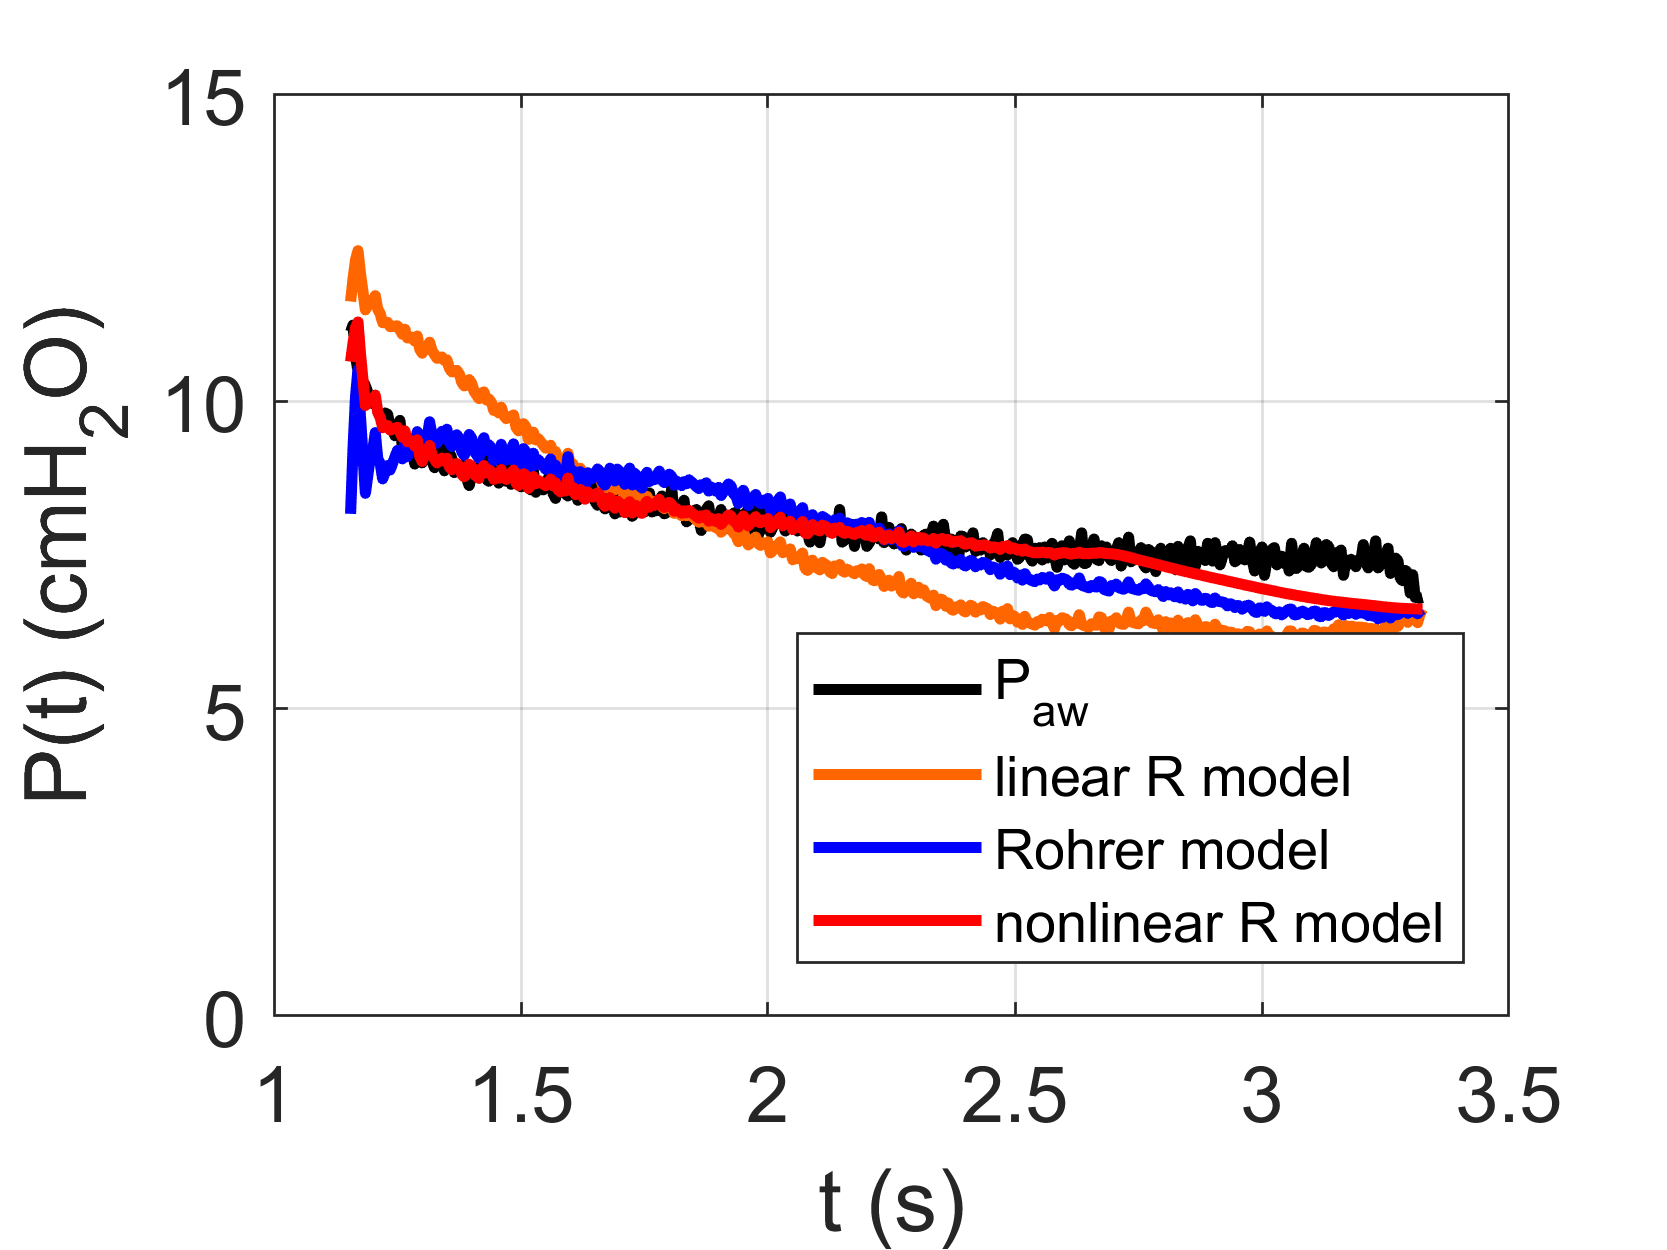 15
10
5
0
P(t) (cmH2O)
1 1.5 2 2.5 3 3.5
t (s)
Paw
linear R model
Rohrer model
nonlinear R model